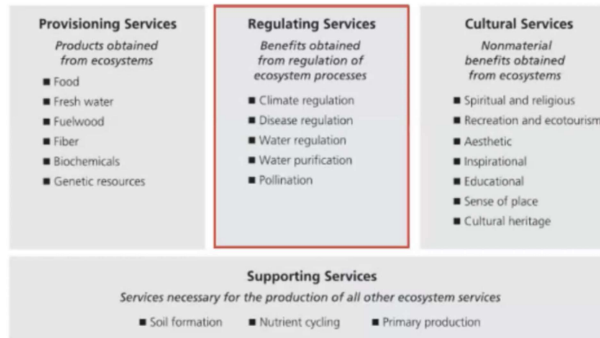 Provisioning Services
Products obtained
from ecosystems
■ Food
■ Fresh water
■ Fuelwood
■ Fiber
■ Biochemicals
■ Genetic resources
Regulating Services
Benefits obtained
from regulation of
ecosystem processes
■ Climate regulation
■ Disease regulation
■ Water regulation
■ Water purification
■ Pollination
Cultural Services
Nonmaterial
benefits obtained
from ecosystems
■ Spiritual and religious
■ Recreation and ecotourism
■ Aesthetic
■ Inspirational
■ Educational
■ Sense of place
■ Cultural heritage
Supporting Services
Services necessary for the production of all other ecosystem services
■ Soil formation ■ Nutrient cycling ■ Primary production